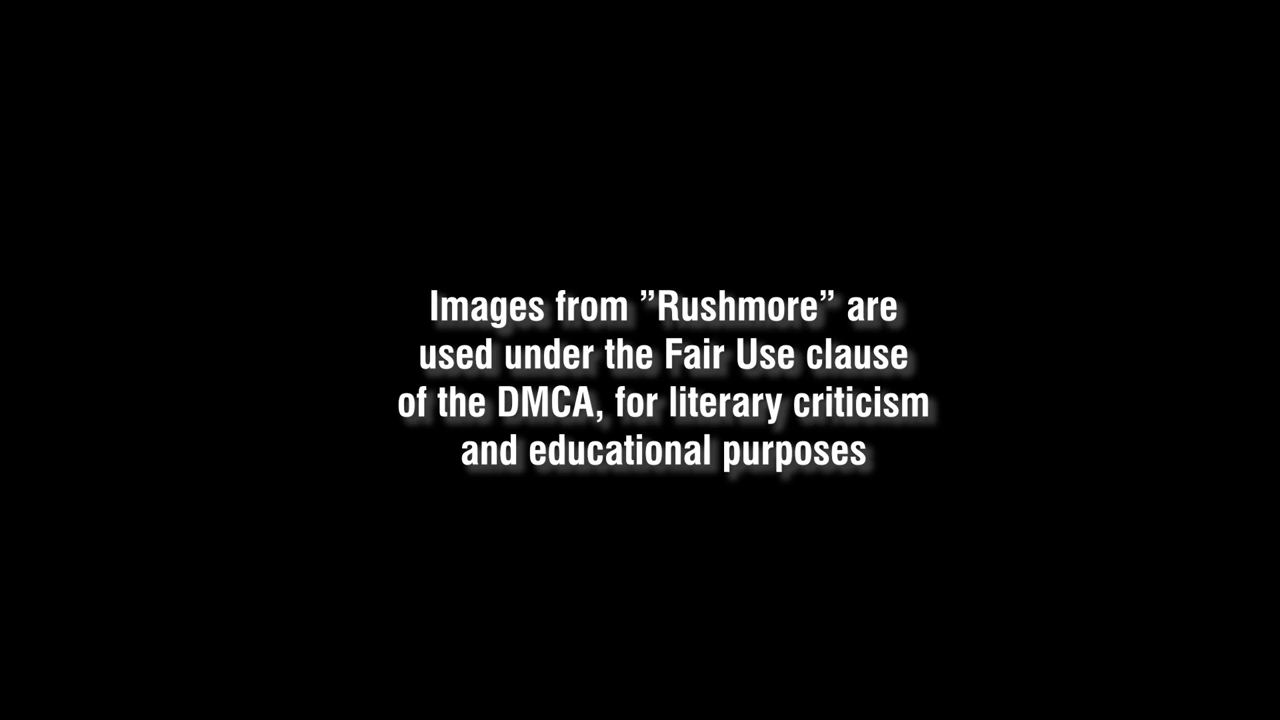 Images from ”Rushmore” are
used under the Fair Use clause
of the DMCA, for literary criticism
and educational purposes